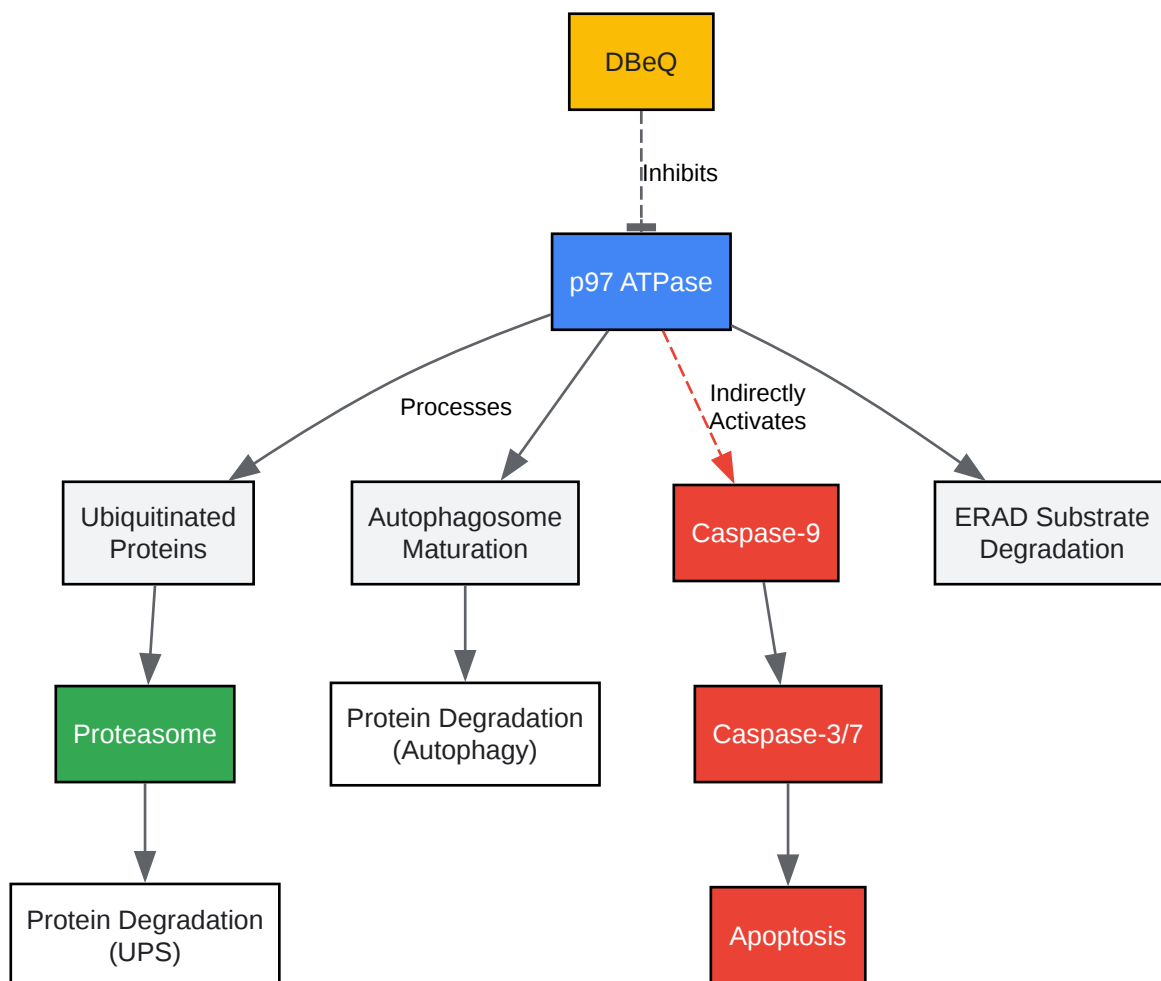 DBeQ
Inhibits
p97 ATPase
Processes
Indirectly
Activates
Ubiquitinated
Proteins
Autophagosome
Maturation
Caspase-9
ERAD Substrate
Degradation
Proteasome
Protein Degradation
(Autophagy)
Caspase-3/7
Protein Degradation
(UPS)
Apoptosis